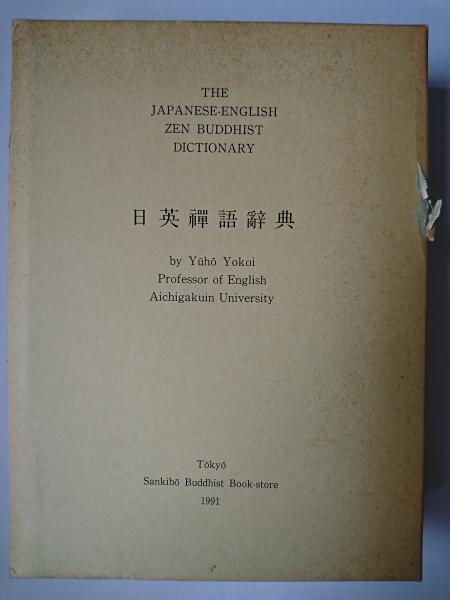 THE
JAPANESE-ENGLISH
ZEN BUDDHIST
DICTIONARY
日英禪語辭典
by Yūhō Yokoi
Professor of English
Aichigakuin University
Tōkyō
Sankibō Buddhist Book-store
1991